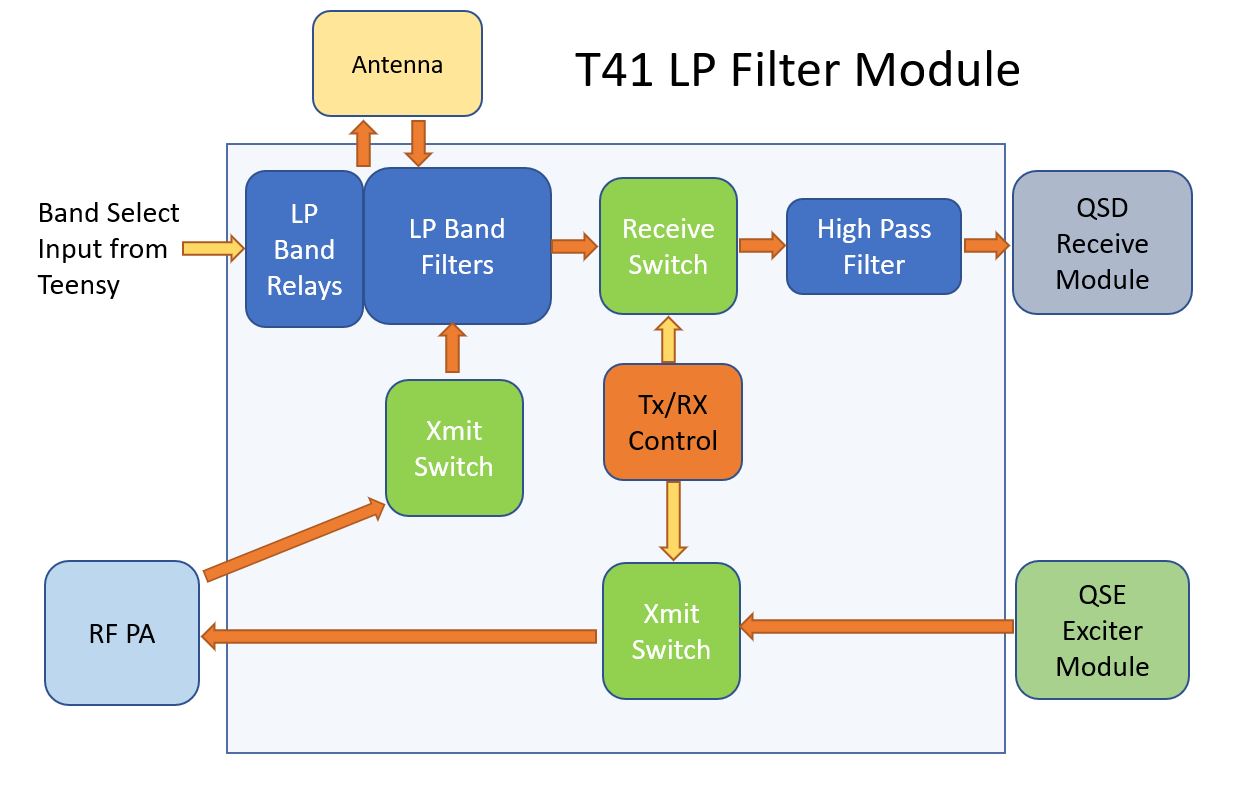 Antenna
T41 LP Filter Module
Band Select
Input from
Teensy
LP
Band
Relays
LP Band
Filters
Receive
Switch
High Pass
Filter
QSD
Receive
Module
Xmit
Switch
Tx/RX
Control
RF PA
Xmit
Switch
QSE
Exciter
Module